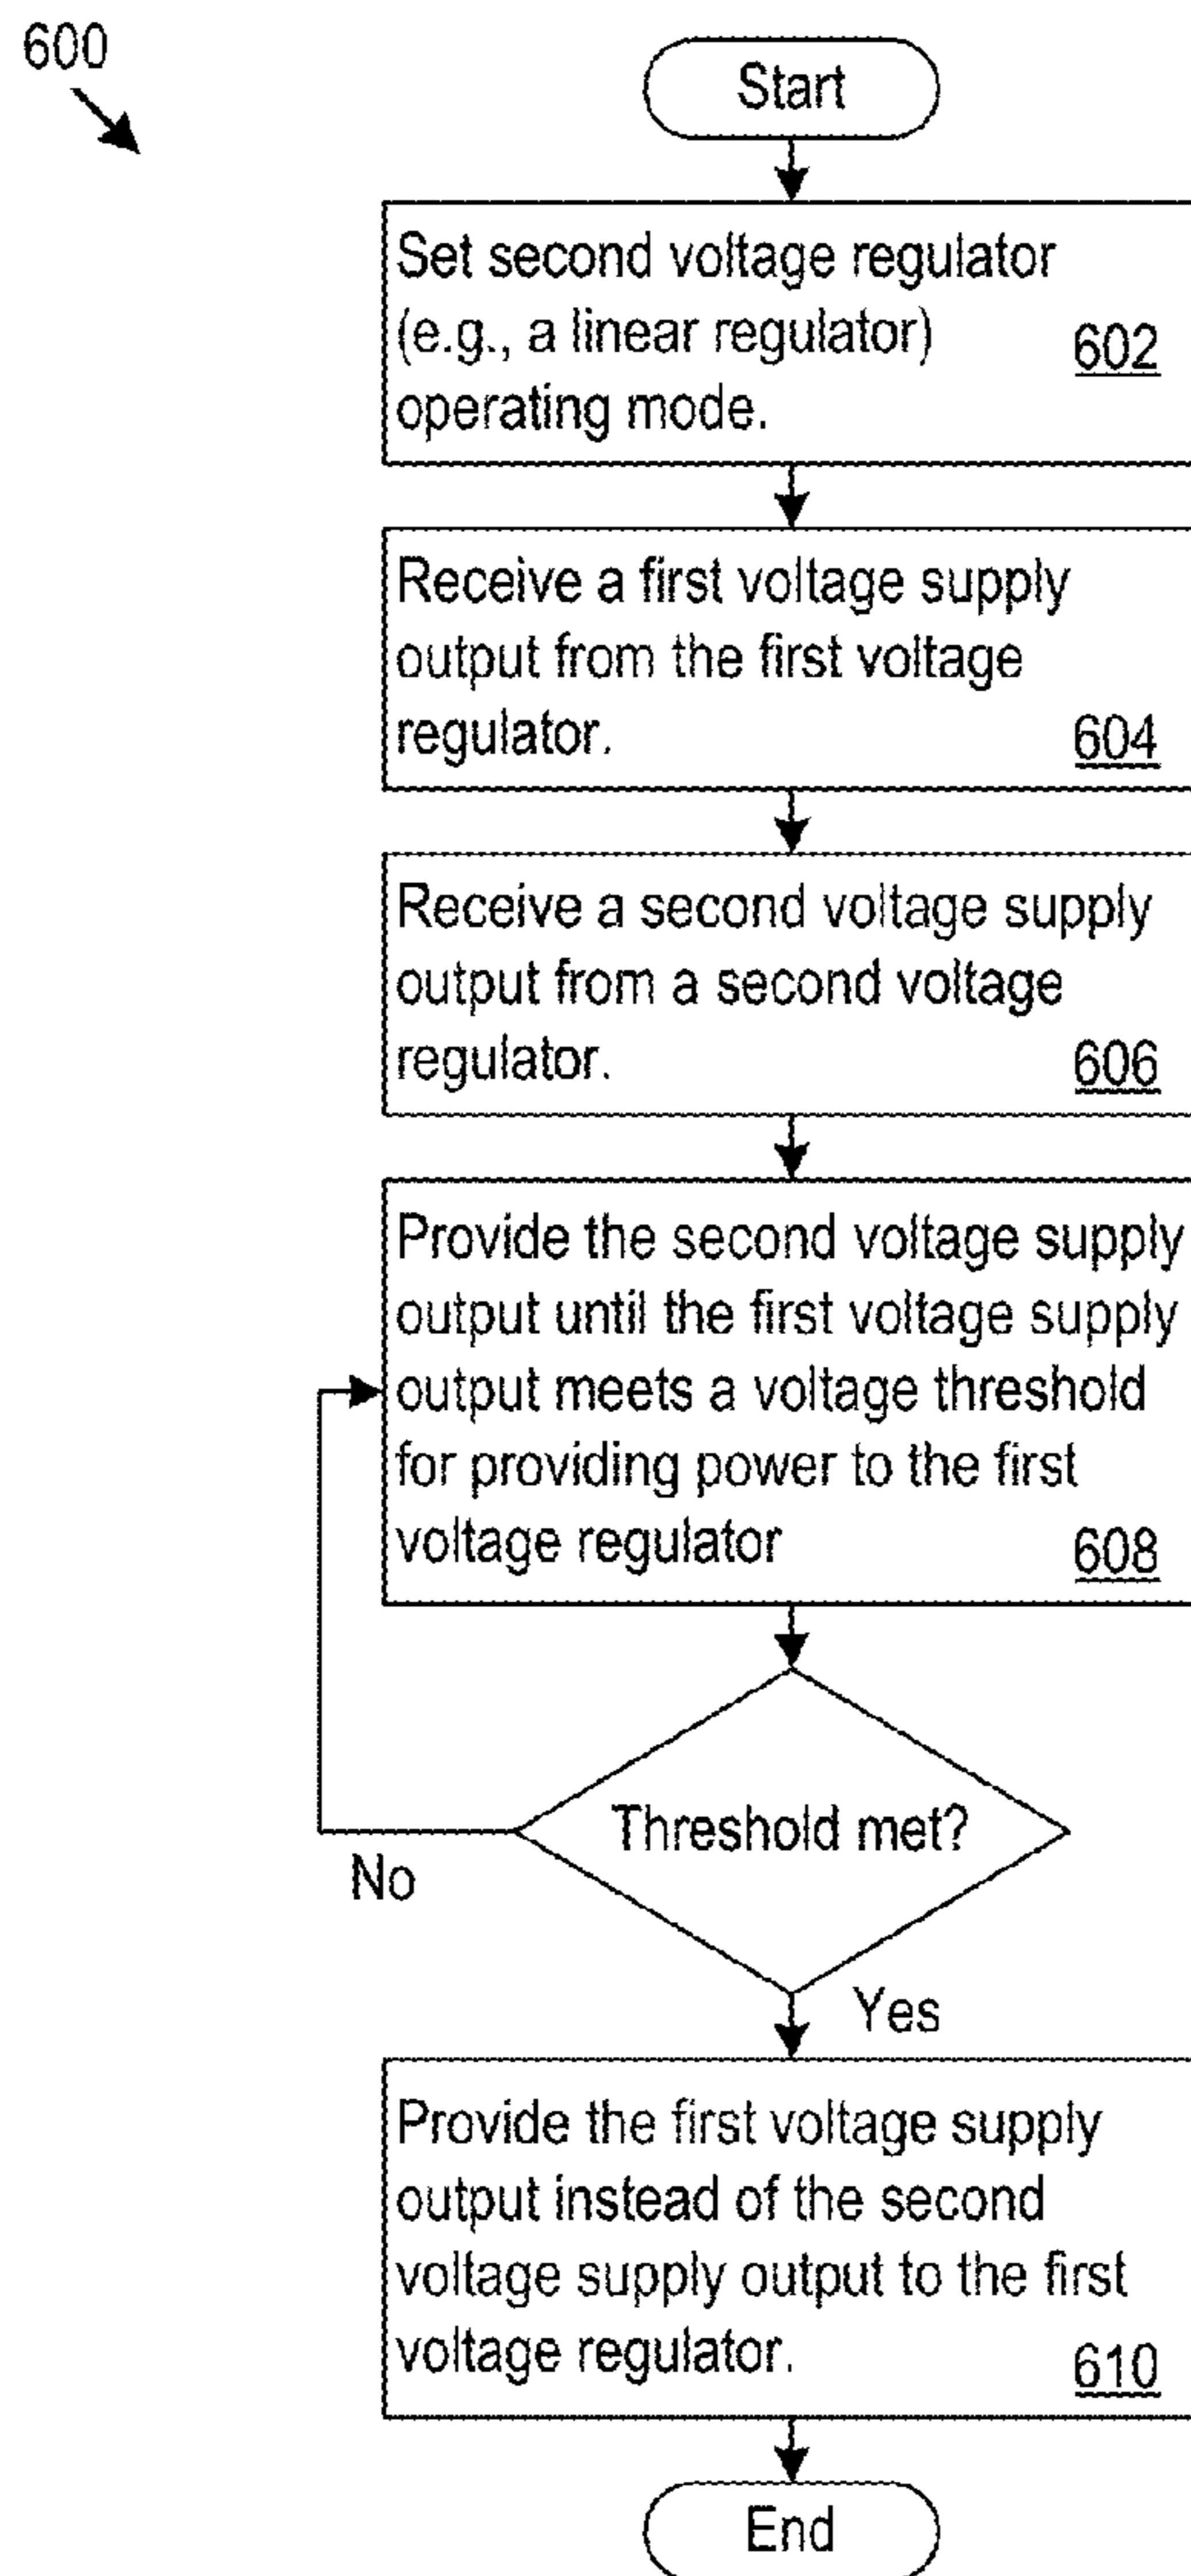 600
Start
Set second voltage regulator
(e.g., a linear regulator)
operating mode.
602
Receive a first voltage supply
output from the first voltage
regulator.
604
Receive a second voltage supply
output from a second voltage
regulator.
606
Provide the second voltage supply
output until the first voltage supply
output meets a voltage threshold
for providing power to the first
voltage regulator
608
Threshold met?
No
Yes
Provide the first voltage supply
output instead of the second
voltage supply output to the first
voltage regulator.
610
End